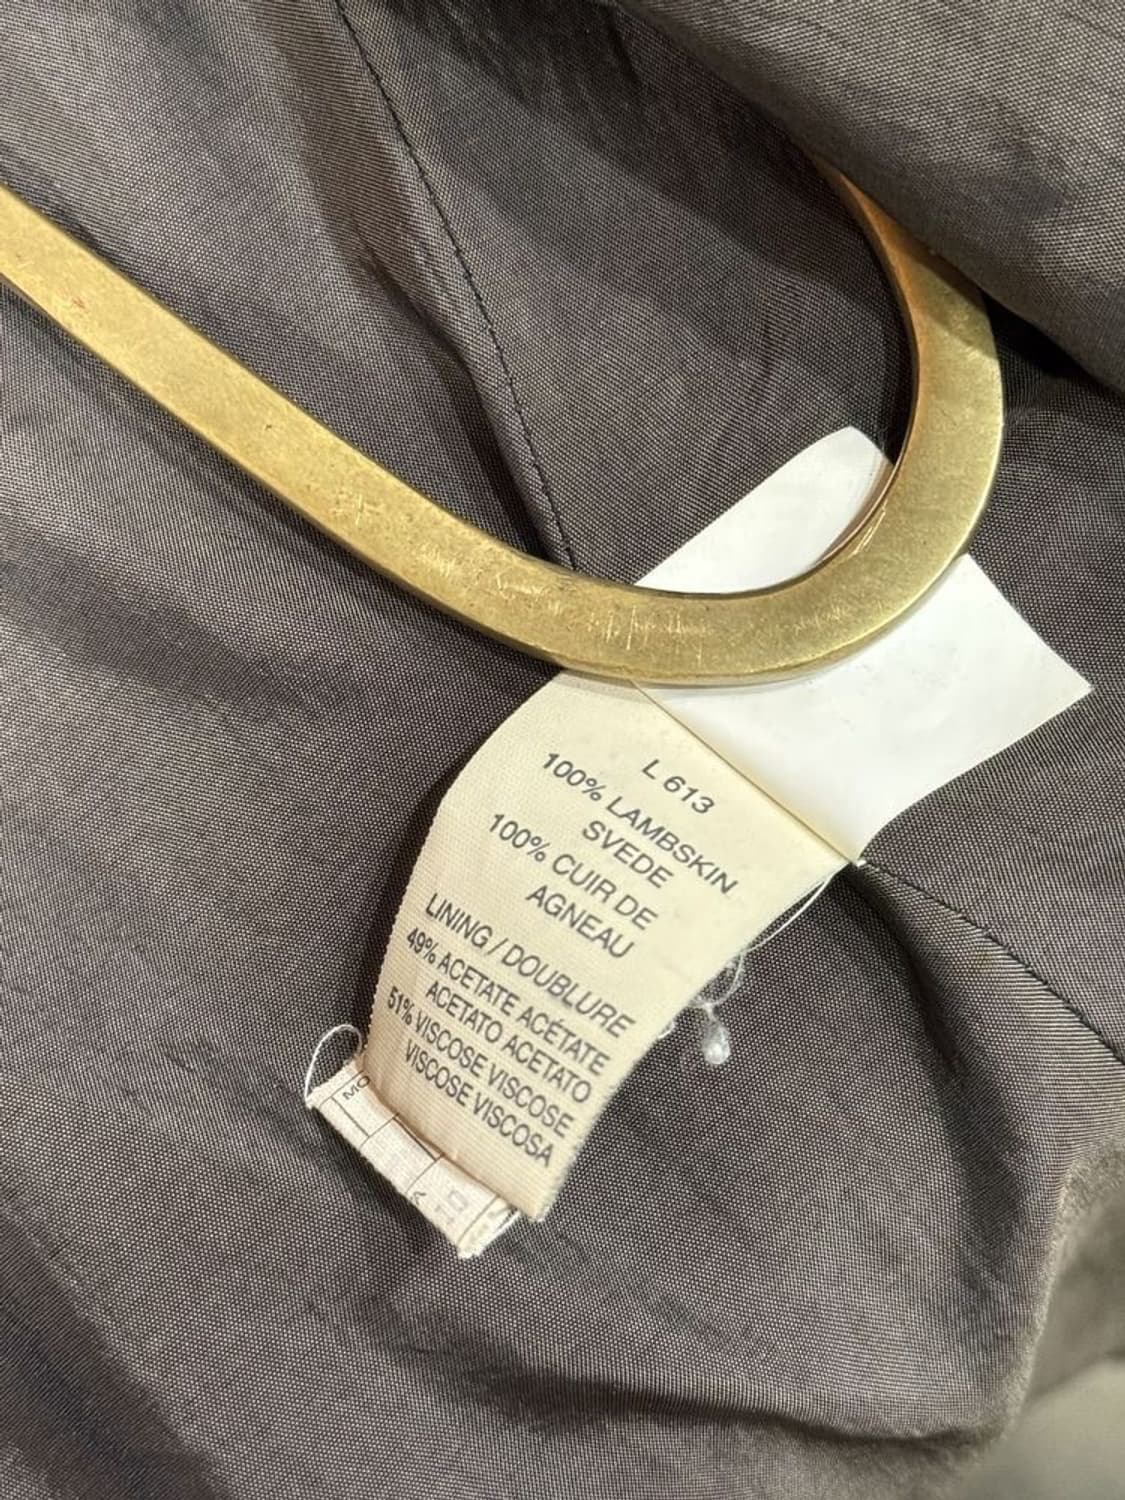 L 613
100% LAMBSKIN
SVEDE
100% CUIR DE
AGNEAU
LINING / DOUBLURE
49% ACETATE ACÉTATE
ACETATO ACETATO
51% VISCOSE VISCOSE
VISCOSE VISCOSA
MO